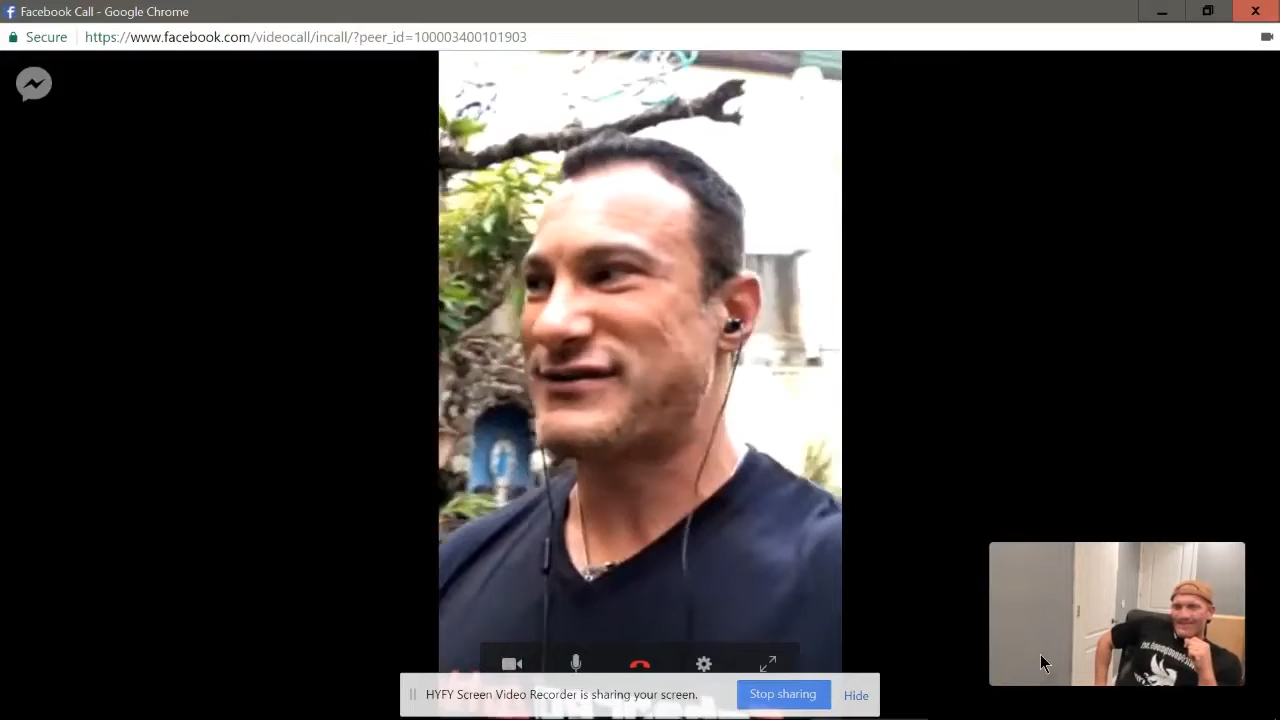 Facebook Call - Google Chrome
Secure https://www.facebook.com/videocall/incall/?peer_id=100003400101903
HYFY Screen Video Recorder is sharing your screen.
Stop sharing
Hide